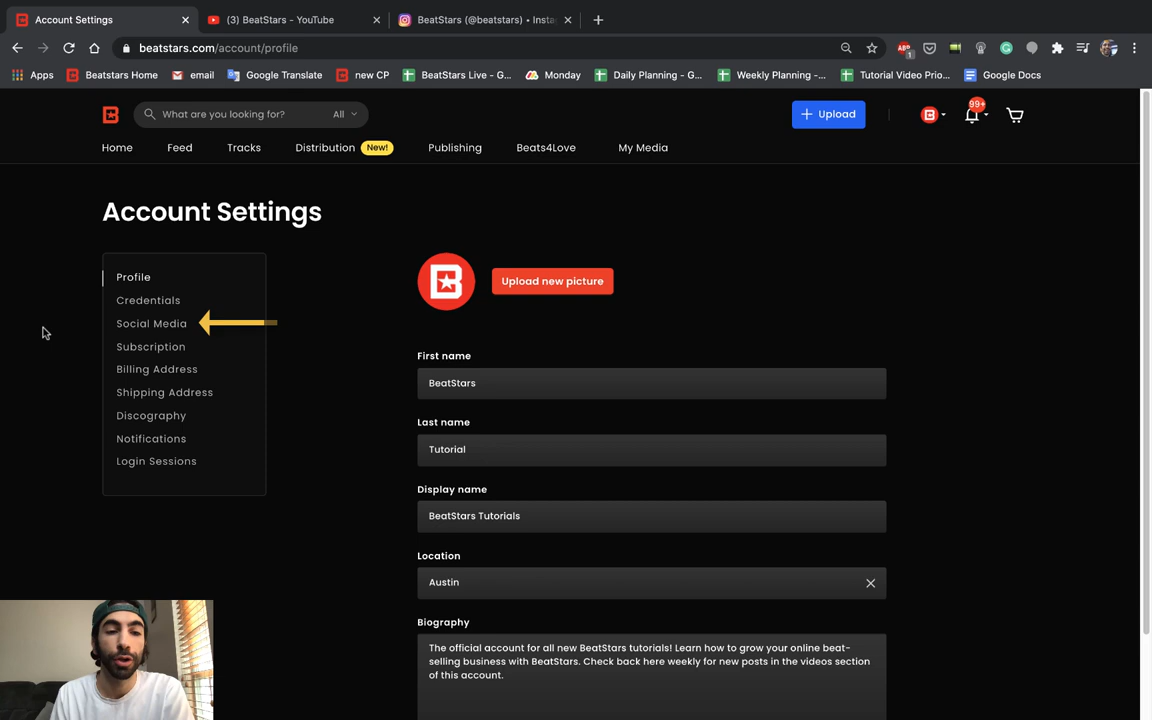 Account Settings
(3) BeatStars - YouTube
BeatStars (@beatstars) • Insta
beatstars.com/account/profile
ABP
1
Apps
Beatstars Home
email
Google Translate
new CP
BeatStars Live - G...
Monday
Daily Planning - G...
Weekly Planning -...
Tutorial Video Prio...
Google Docs
What are you looking for?
All
+ Upload
99+
Home
Feed
Tracks
Distribution
New!
Publishing
Beats4Love
My Media
Account Settings
Profile
Credentials
Social Media
Subscription
Billing Address
Shipping Address
Discography
Notifications
Login Sessions
Upload new picture
First name
BeatStars
Last name
Tutorial
Display name
BeatStars Tutorials
Location
Austin
Biography
The official account for all new BeatStars tutorials! Learn how to grow your online beat-
selling business with BeatStars. Check back here weekly for new posts in the videos section
of this account.